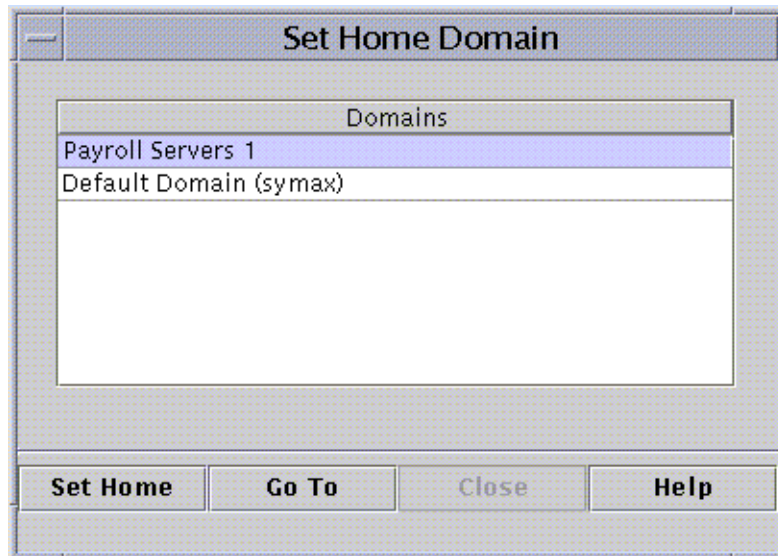 Set Home Domain
Domains
Payroll Servers 1
Default Domain (symax)
Set Home Go To Close Help